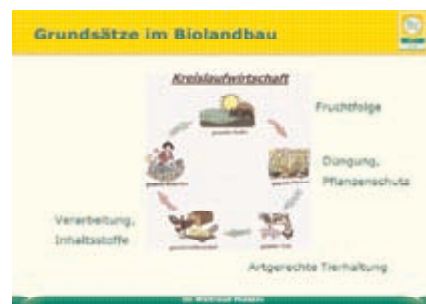 Grundsätze im Biolandbau
Kreislaufwirtschaft
Fruchtfolge
Düngung,
Pflanzenschutz
Verarbeitung,
Inhaltsstoffe
Artgerechte Tierhaltung